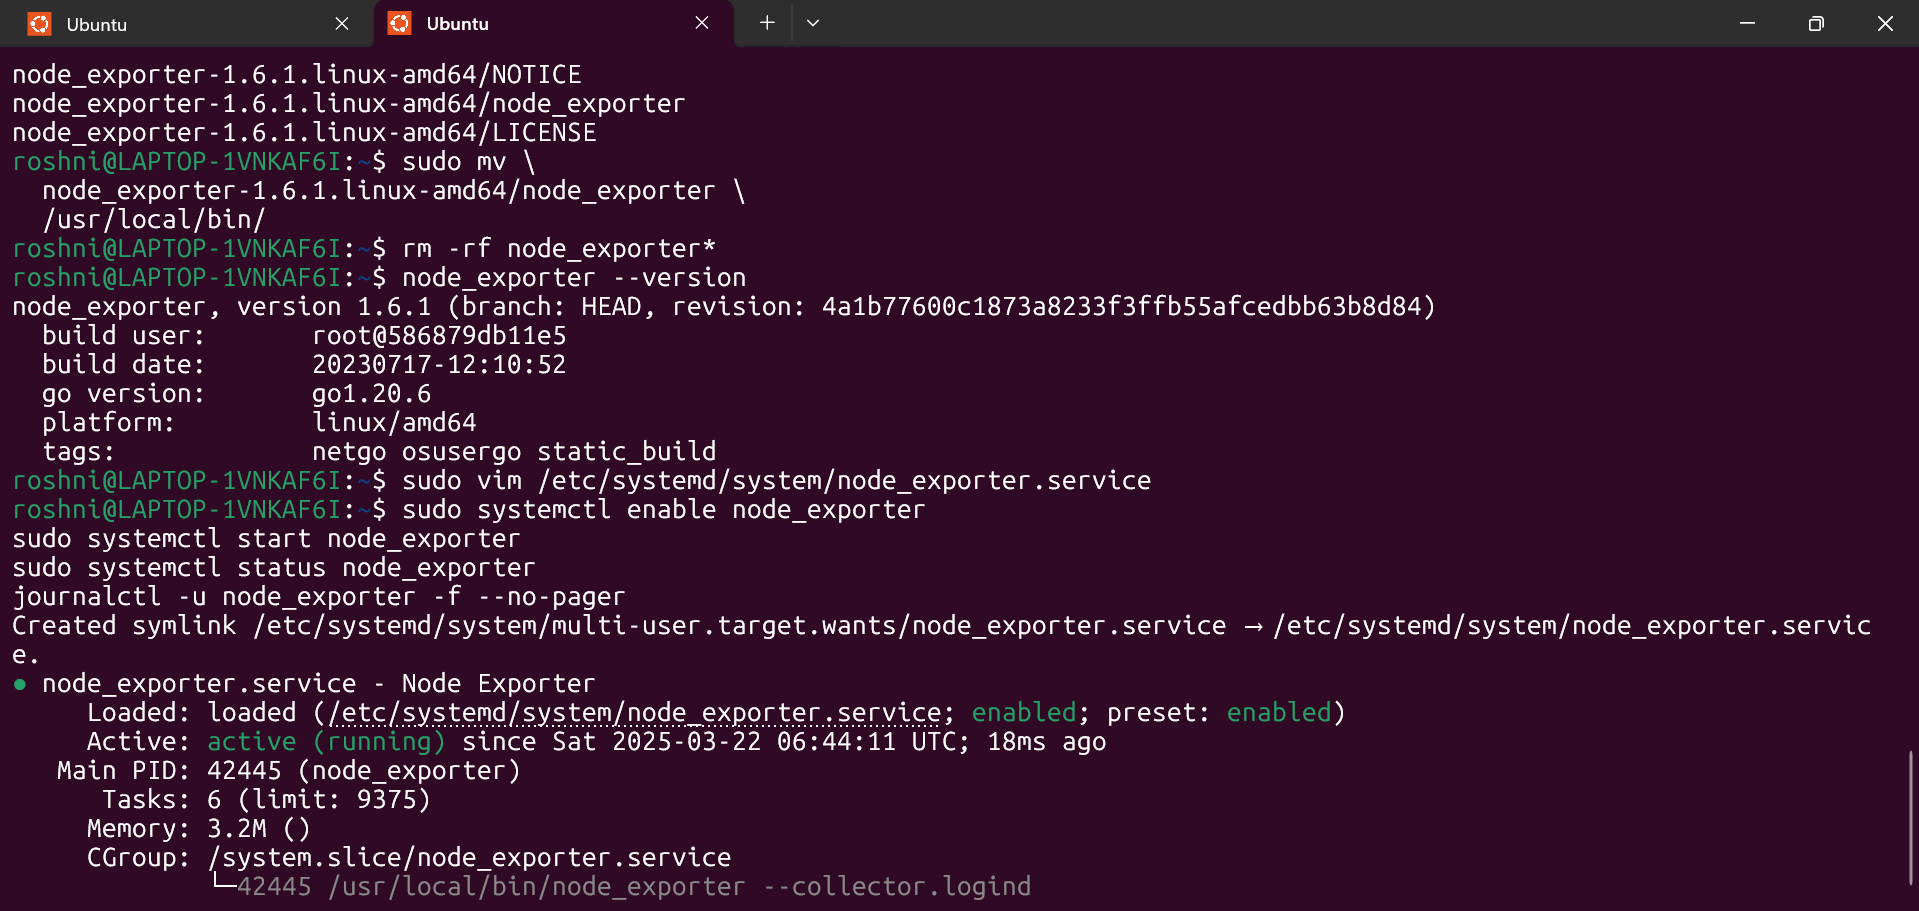 Ubuntu
Ubuntu
node_exporter-1.6.1.linux-amd64/NOTICE
node_exporter-1.6.1.linux-amd64/node_exporter
node_exporter-1.6.1.linux-amd64/LICENSE
roshni@LAPTOP-1VNKAF6I:~$ sudo mv \
  node_exporter-1.6.1.linux-amd64/node_exporter \
  /usr/local/bin/
roshni@LAPTOP-1VNKAF6I:~$ rm -rf node_exporter*
roshni@LAPTOP-1VNKAF6I:~$ node_exporter --version
node_exporter, version 1.6.1 (branch: HEAD, revision: 4a1b77600c1873a8233f3ffb55afcedbb63b8d84)
  build user:       root@586879db11e5
  build date:       20230717-12:10:52
  go version:       go1.20.6
  platform:         linux/amd64
  tags:             netgo osusergo static_build
roshni@LAPTOP-1VNKAF6I:~$ sudo vim /etc/systemd/system/node_exporter.service
roshni@LAPTOP-1VNKAF6I:~$ sudo systemctl enable node_exporter
sudo systemctl start node_exporter
sudo systemctl status node_exporter
journalctl -u node_exporter -f --no-pager
Created symlink /etc/systemd/system/multi-user.target.wants/node_exporter.service → /etc/systemd/system/node_exporter.servic
e.
● node_exporter.service - Node Exporter
     Loaded: loaded (/etc/systemd/system/node_exporter.service; enabled; preset: enabled)
     Active: active (running) since Sat 2025-03-22 06:44:11 UTC; 18ms ago
   Main PID: 42445 (node_exporter)
      Tasks: 6 (limit: 9375)
     Memory: 3.2M ()
     CGroup: /system.slice/node_exporter.service
             └─42445 /usr/local/bin/node_exporter --collector.logind